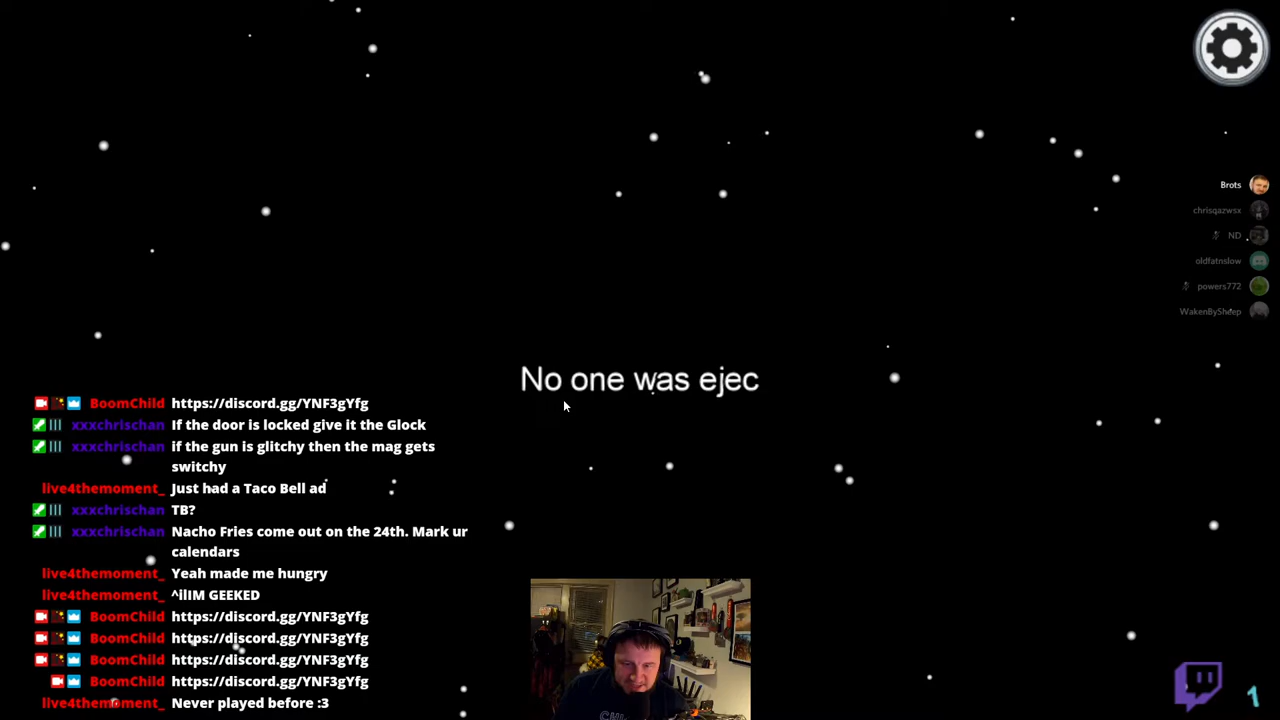 Brots
chrisqazwsx
ND
oldfatnslow
powers772
WakenBySheep
No one was ejec
BoomChild https://discord.gg/YNF3gYfg
xxxchrischan If the door is locked give it the Glock
xxxchrischan if the gun is glitchy then the mag gets
switchy
live4themoment_ Just had a Taco Bell ad
xxxchrischan TB?
xxxchrischan Nacho Fries come out on the 24th. Mark ur
calendars
live4themoment_ Yeah made me hungry
live4themoment_ ^ilIM GEEKED
BoomChild https://discord.gg/YNF3gYfg
BoomChild https://discord.gg/YNF3gYfg
BoomChild https://discord.gg/YNF3gYfg
BoomChild https://discord.gg/YNF3gYfg
live4themoment_ Never played before :3
1